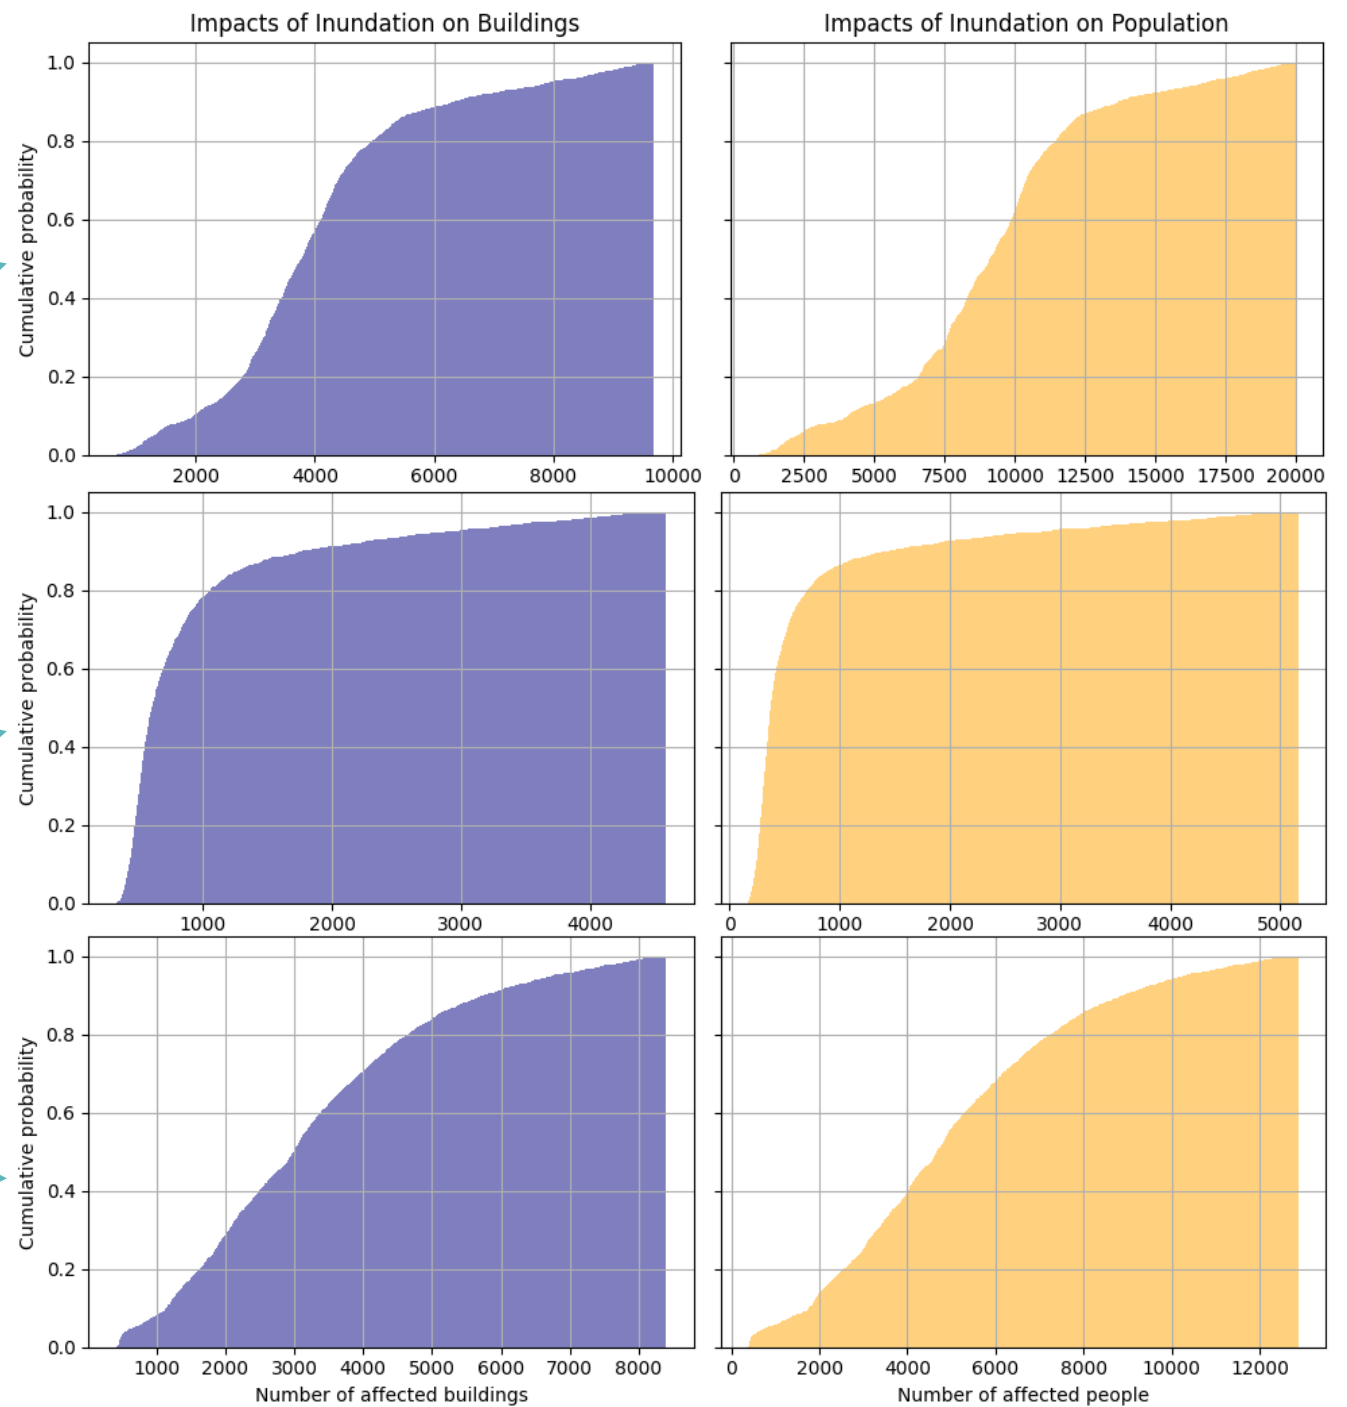 Impacts of Inundation on Buildings
Impacts of Inundation on Population
Cumulative probability
1.0
0.8
0.6
0.4
0.2
0.0
2000 4000 6000 8000 10000
0 2500 5000 7500 10000 12500 15000 17500 20000
Cumulative probability
1.0
0.8
0.6
0.4
0.2
0.0
1000 2000 3000 4000
0 1000 2000 3000 4000 5000
Cumulative probability
1.0
0.8
0.6
0.4
0.2
0.0
1000 2000 3000 4000 5000 6000 7000 8000
Number of affected buildings
0 2000 4000 6000 8000 10000 12000
Number of affected people